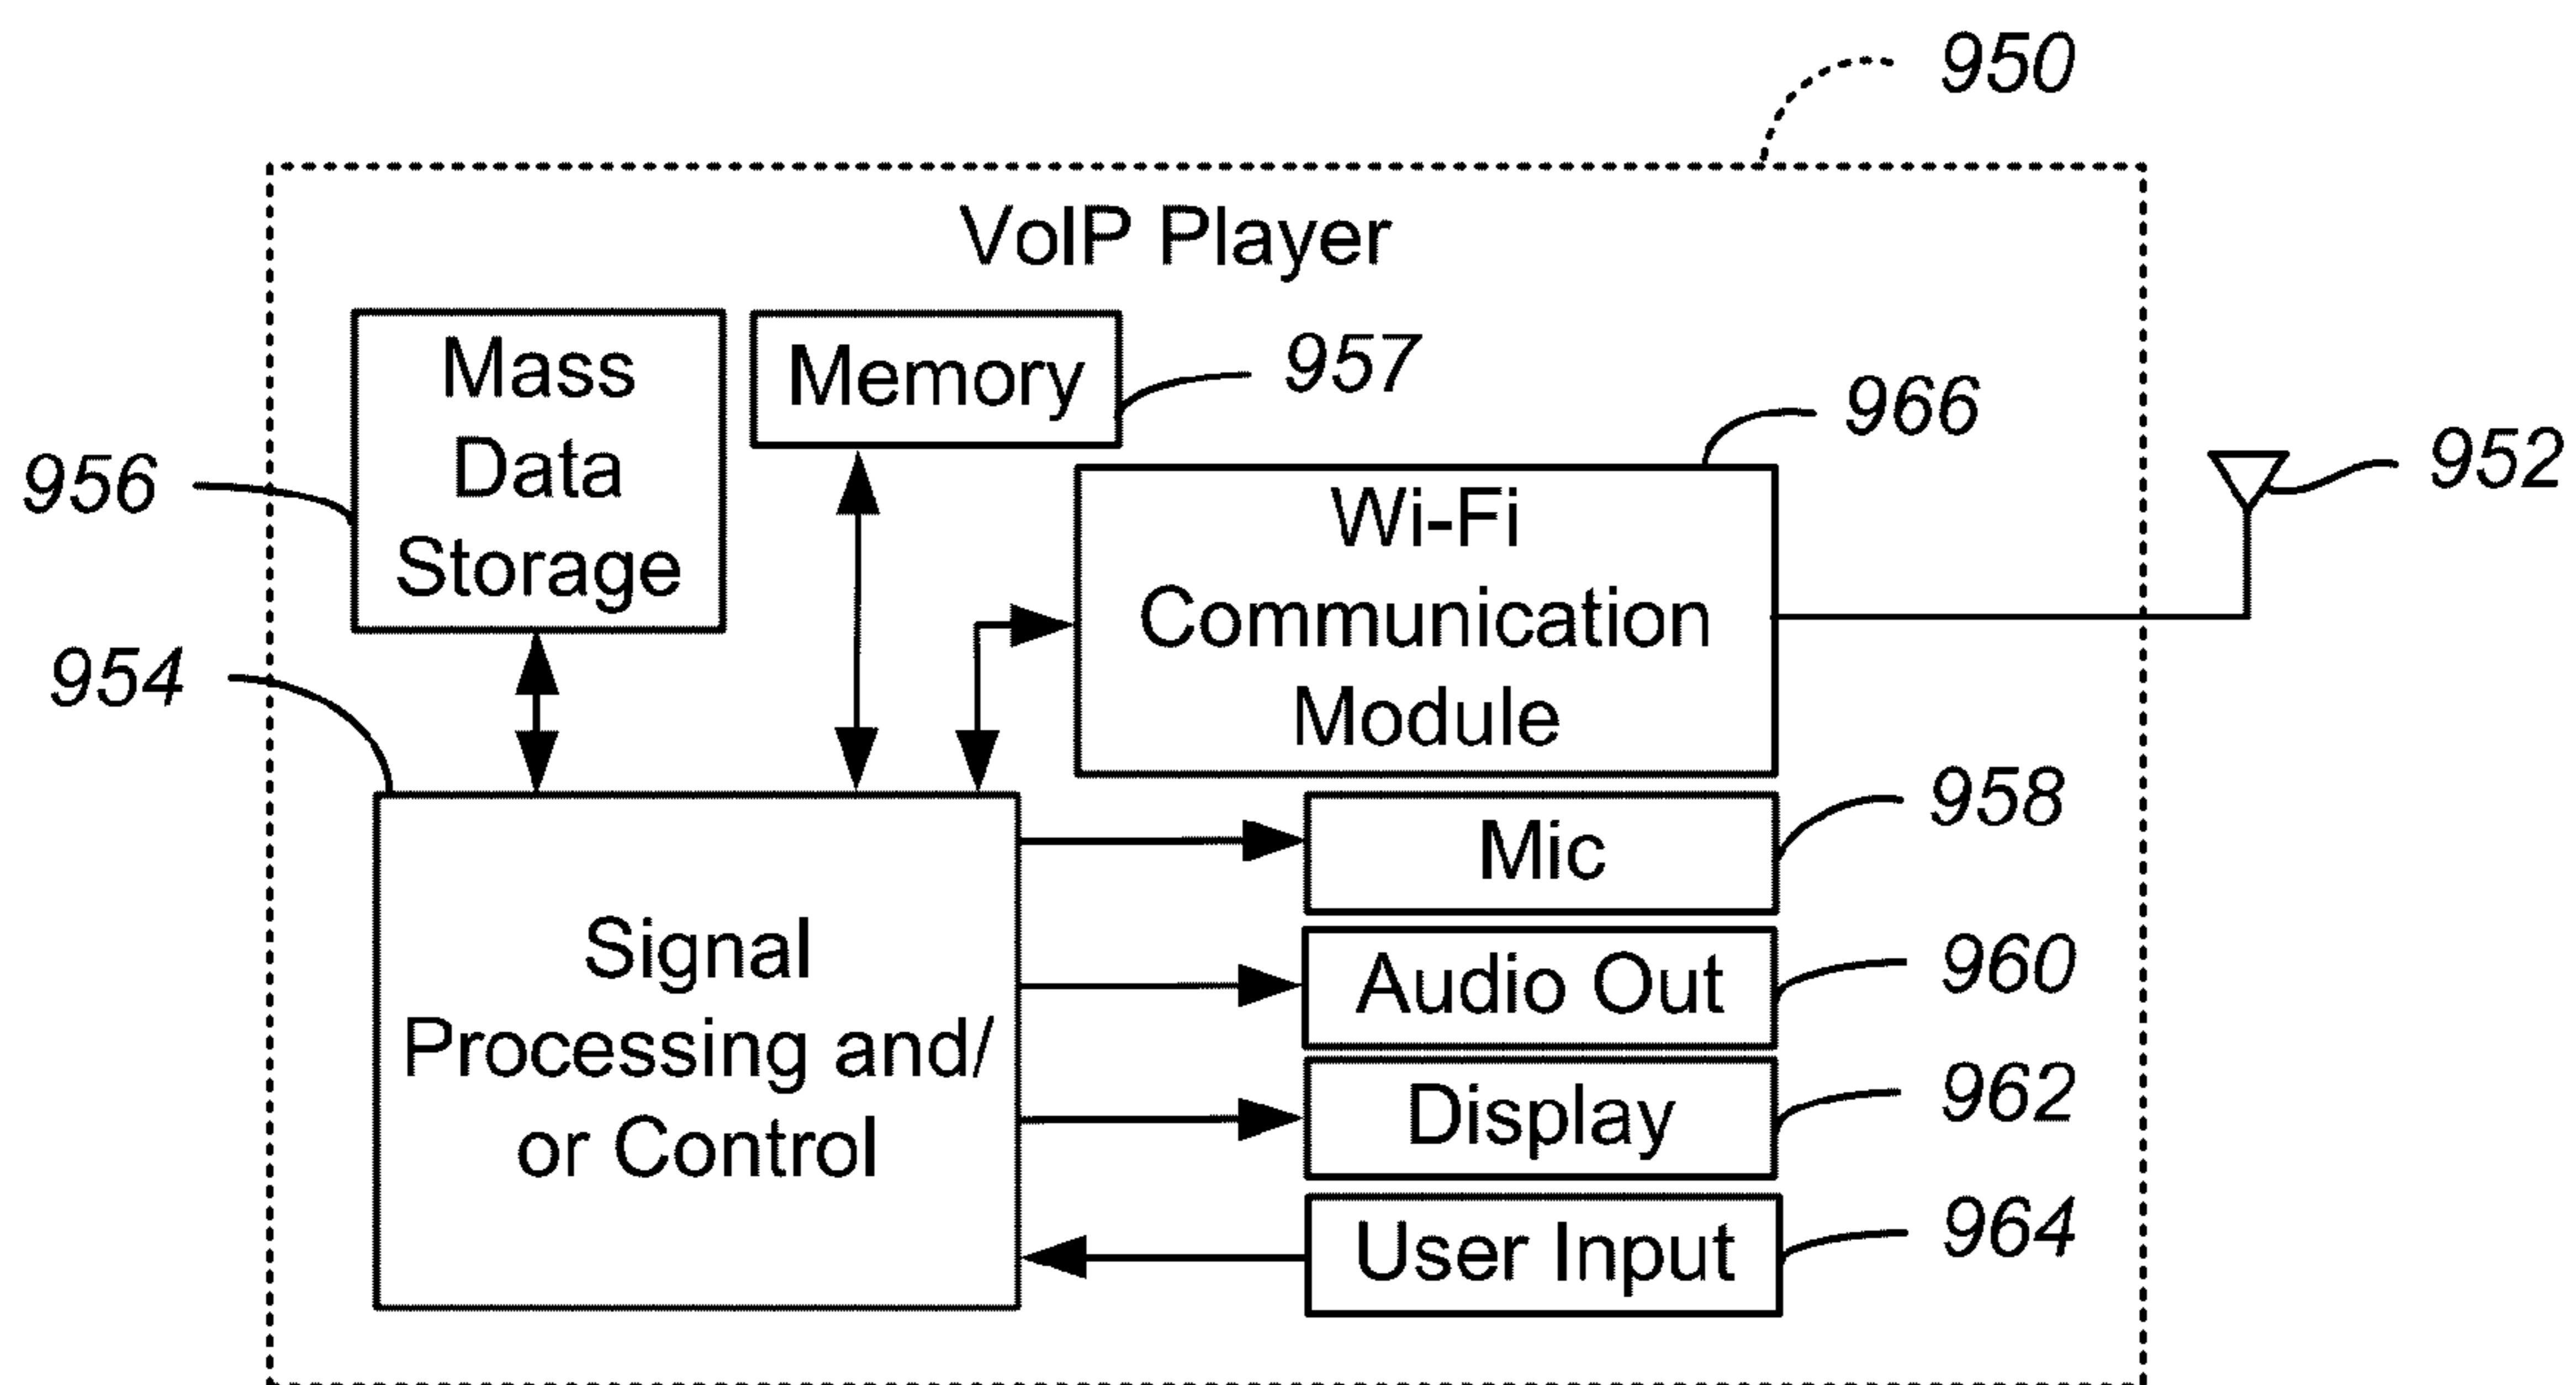 950
VoIP Player
Mass
Data
Storage
Memory
957
966
956
Wi-Fi
Communication
Module
952
954
958
Mic
Signal
Processing and/
or Control
Audio Out
960
Display
962
User Input
964